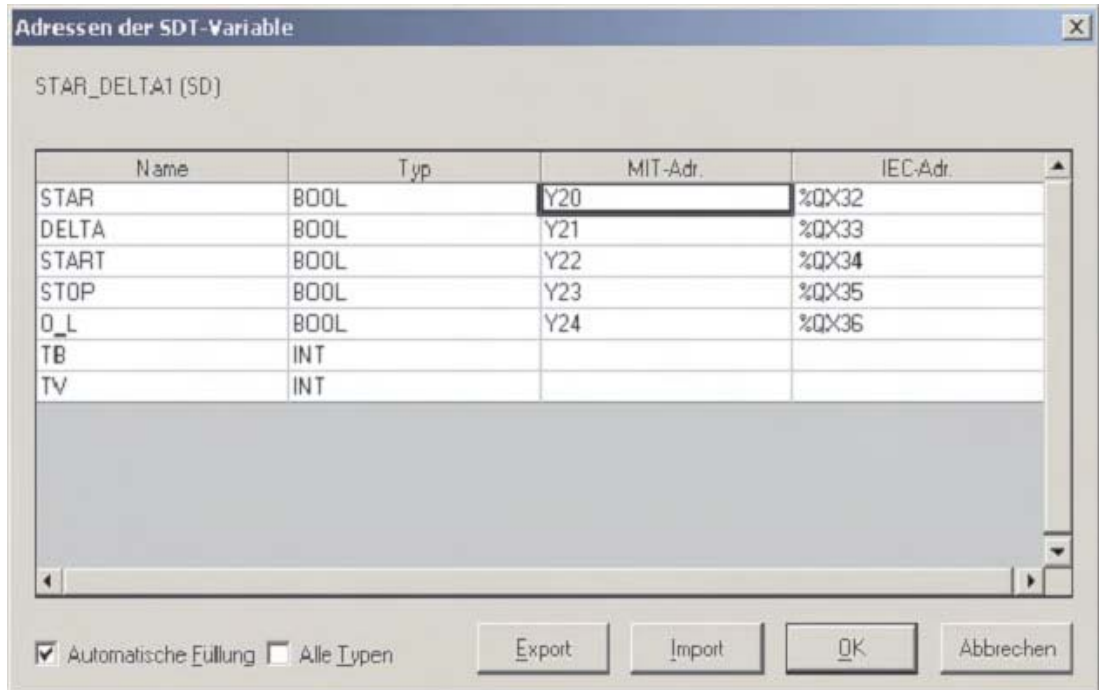 Adressen der SDT-Variable
STAR_DELTA1 (SD)
Name Typ MIT-Adr. IEC-Adr.
STAR BOOL Y20 %QX32
DELTA BOOL Y21 %QX33
START BOOL Y22 %QX34
STOP BOOL Y23 %QX35
O_L BOOL Y24 %QX36
TB INT
TV INT
Automatische Füllung Alle Typen Export Import OK Abbrechen